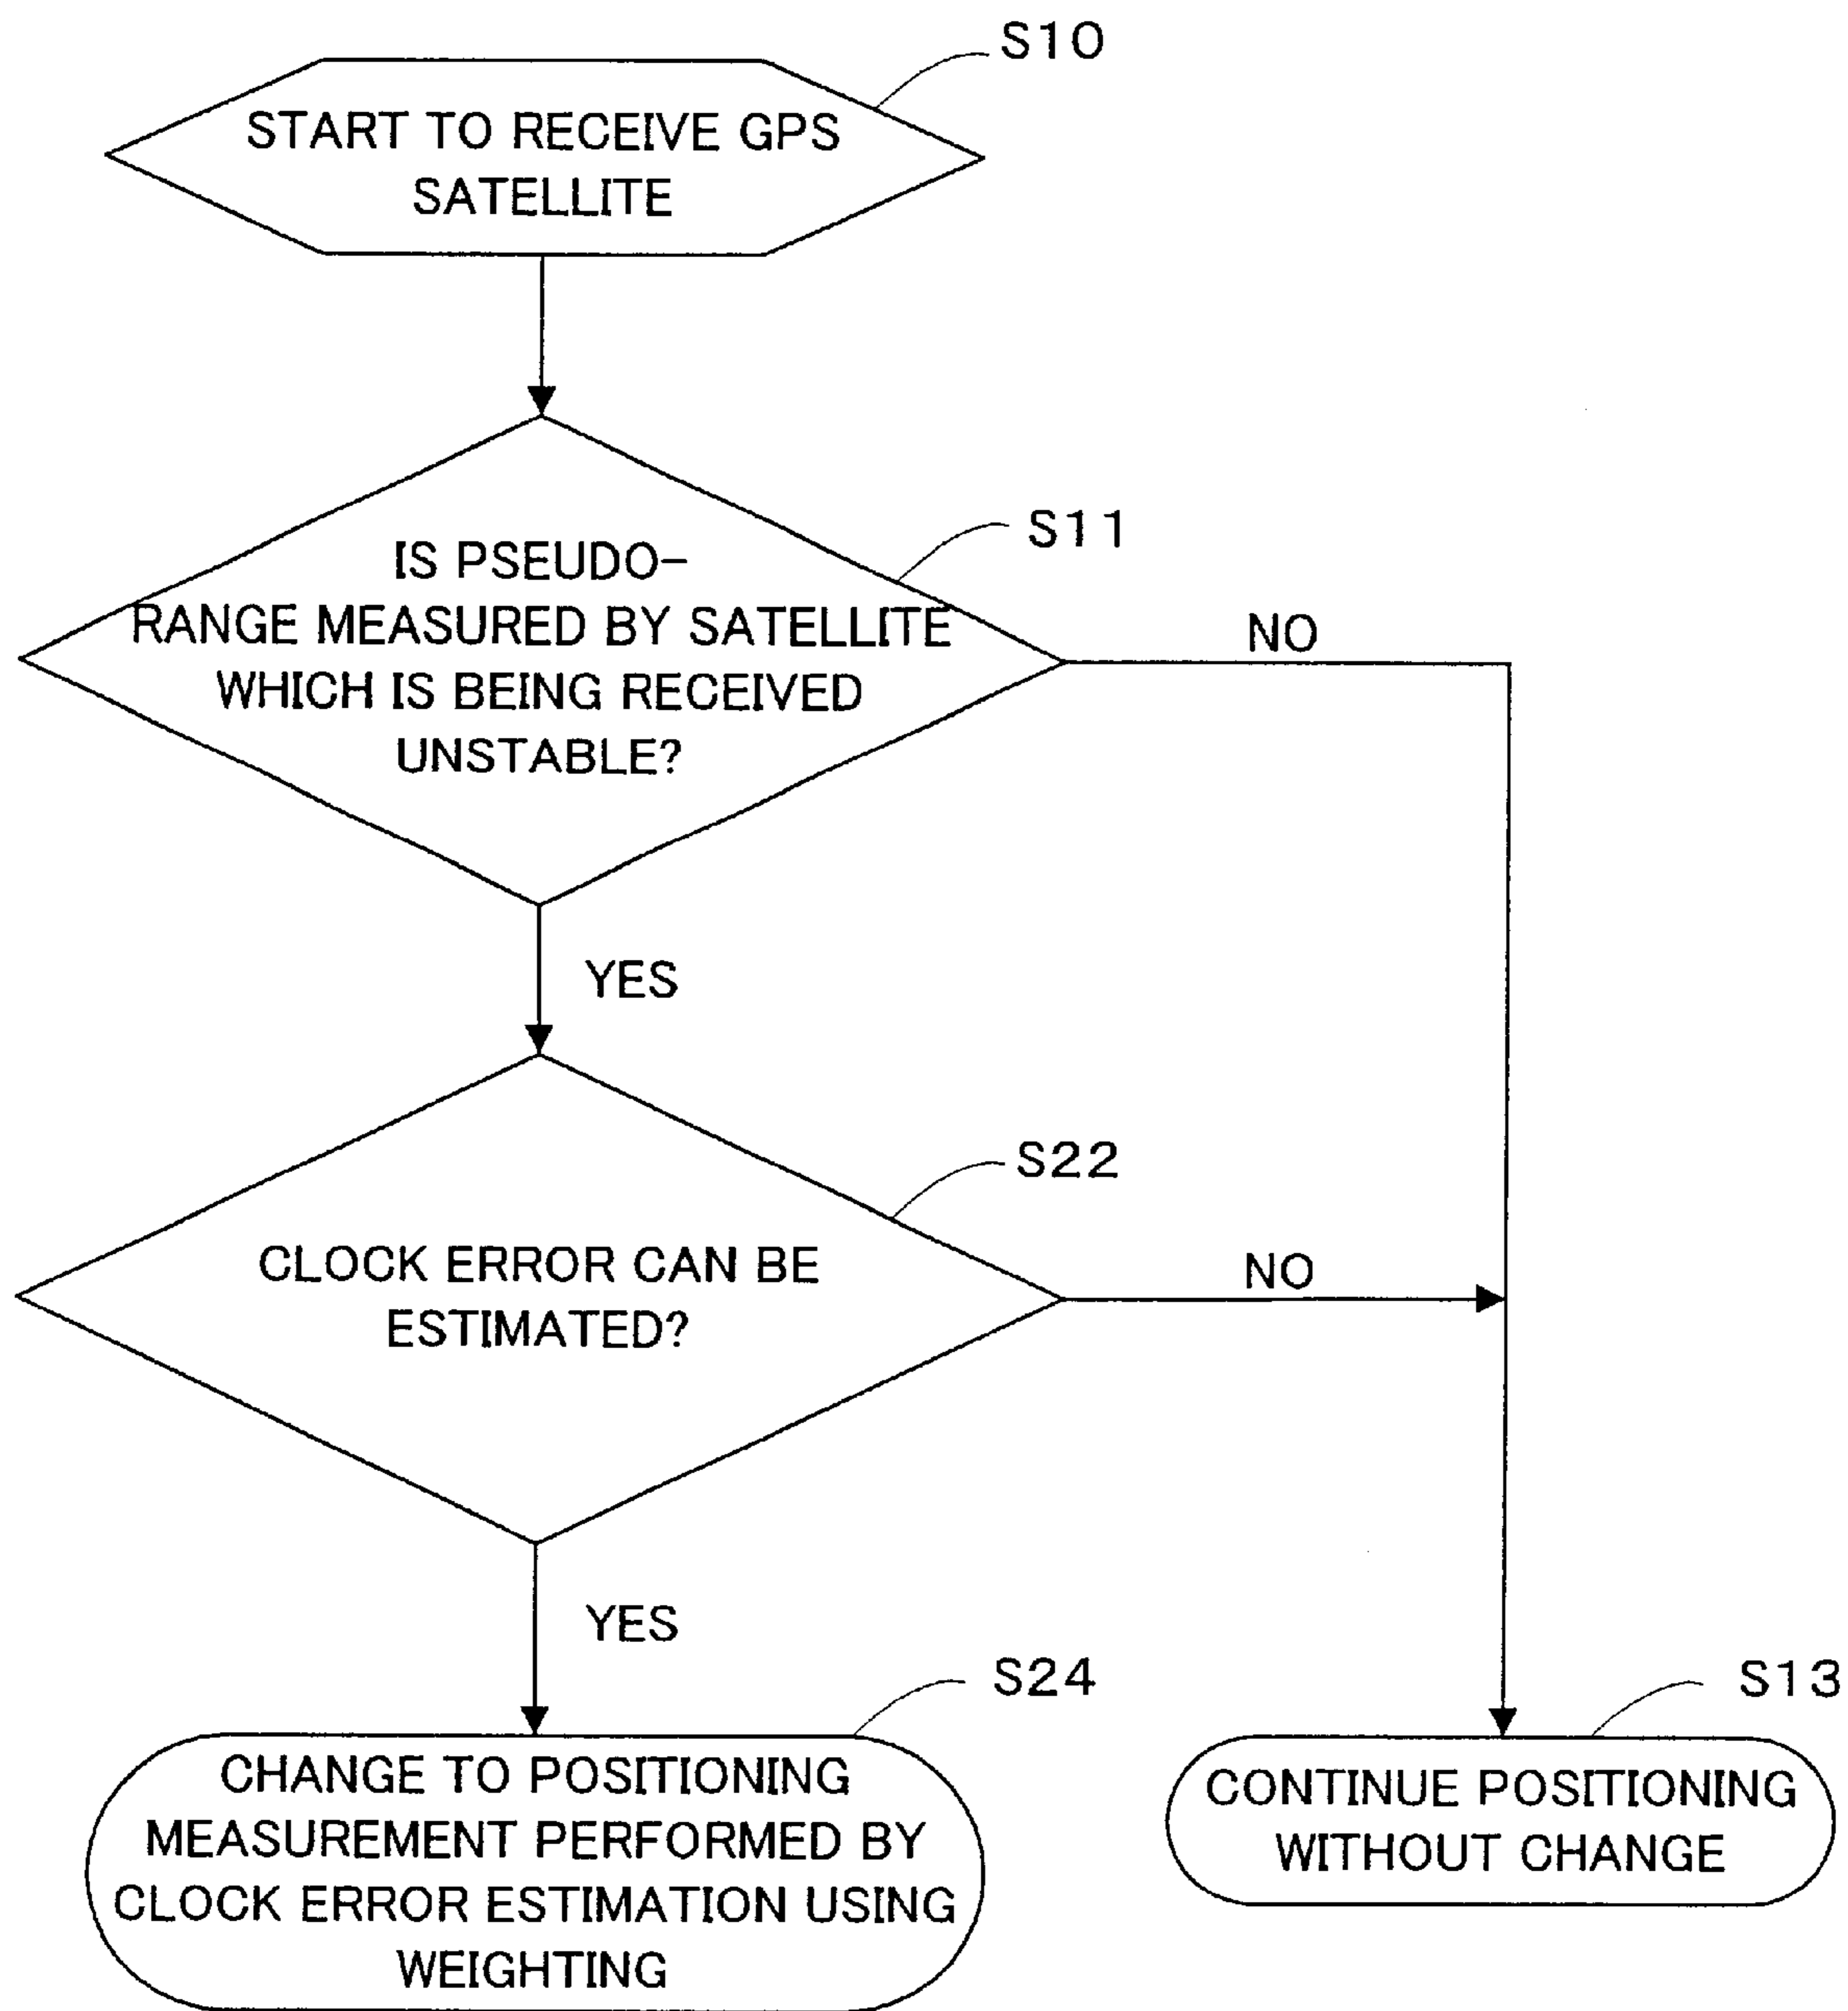 S10
START TO RECEIVE GPS
SATELLITE
S11
IS PSEUDO-
RANGE MEASURED BY SATELLITE
WHICH IS BEING RECEIVED
UNSTABLE?
NO
YES
S22
CLOCK ERROR CAN BE
ESTIMATED?
NO
YES
S24
CHANGE TO POSITIONING
MEASUREMENT PERFORMED BY
CLOCK ERROR ESTIMATION USING
WEIGHTING
S13
CONTINUE POSITIONING
WITHOUT CHANGE